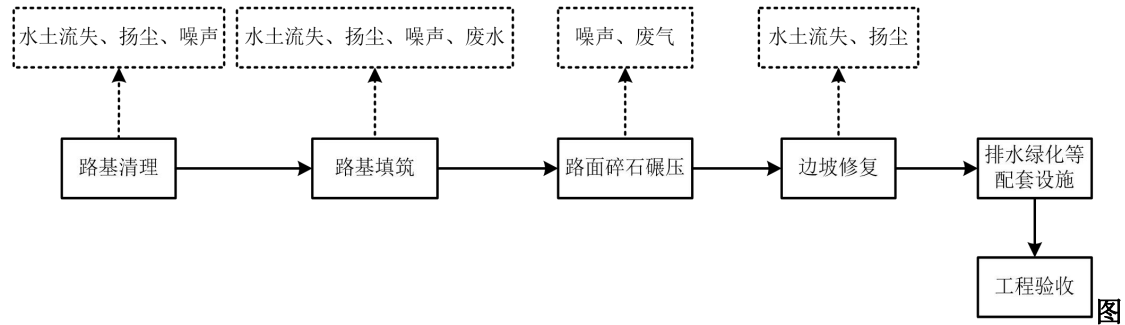 水土流失、扬尘、噪声
水土流失、扬尘、噪声、废水
噪声、废气
水土流失、扬尘
路基清理
路基填筑
路面碎石碾压
边坡修复
排水绿化等
配套设施
工程验收
图